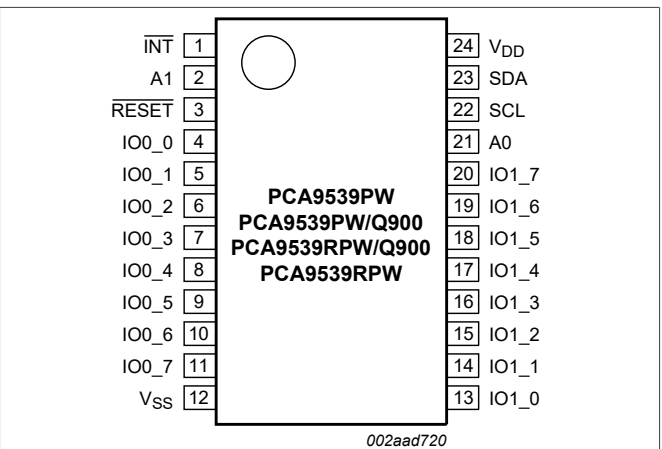 INT 1
A1 2
RESET 3
IO0_0 4
IO0_1 5
IO0_2 6
IO0_3 7
IO0_4 8
IO0_5 9
IO0_6 10
IO0_7 11
VSS 12
PCA9539PW
PCA9539PW/Q900
PCA9539RPW/Q900
PCA9539RPW
24 VDD
23 SDA
22 SCL
21 A0
20 IO1_7
19 IO1_6
18 IO1_5
17 IO1_4
16 IO1_3
15 IO1_2
14 IO1_1
13 IO1_0
002aad720